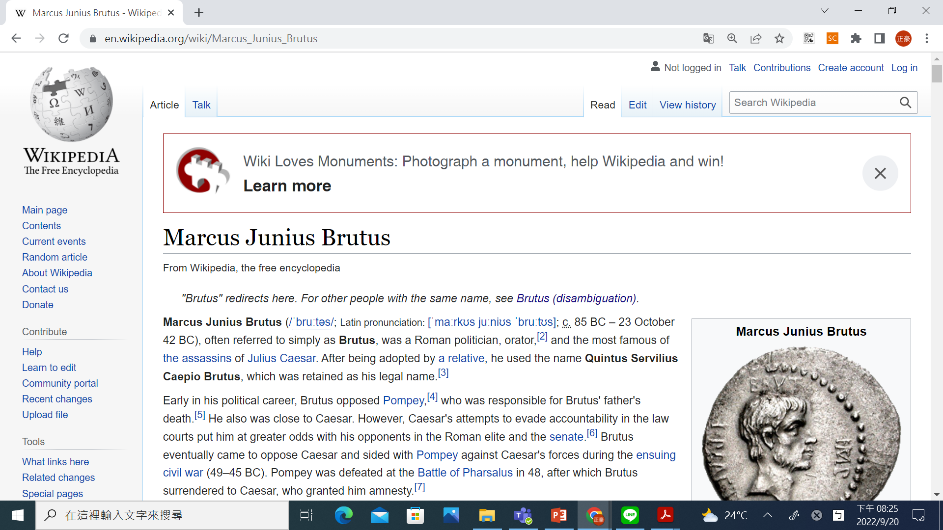 Marcus Junius Brutus - Wikipedi
en.wikipedia.org/wiki/Marcus_Junius_Brutus
SC
正豪
Not logged in Talk Contributions Create account Log in
Article Talk Read Edit View history Search Wikipedia
WIKIPEDIA
The Free Encyclopedia
Main page
Contents
Current events
Random article
About Wikipedia
Contact us
Donate
Contribute
Help
Learn to edit
Community portal
Recent changes
Upload file
Tools
What links here
Related changes
Special pages
Wiki Loves Monuments: Photograph a monument, help Wikipedia and win!
Learn more
Marcus Junius Brutus
From Wikipedia, the free encyclopedia
"Brutus" redirects here. For other people with the same name, see Brutus (disambiguation).
Marcus Junius Brutus (/ˈbruːtəs/; Latin pronunciation: [ˈmaːrkʊs juːniʊs ˈbruːtʊs]; c. 85 BC – 23 October
42 BC), often referred to simply as Brutus, was a Roman politician, orator,[2] and the most famous of
the assassins of Julius Caesar. After being adopted by a relative, he used the name Quintus Servilius
Caepio Brutus, which was retained as his legal name.[3]
Early in his political career, Brutus opposed Pompey,[4] who was responsible for Brutus' father's
death.[5] He also was close to Caesar. However, Caesar's attempts to evade accountability in the law
courts put him at greater odds with his opponents in the Roman elite and the senate.[6] Brutus
eventually came to oppose Caesar and sided with Pompey against Caesar's forces during the ensuing
civil war (49–45 BC). Pompey was defeated at the Battle of Pharsalus in 48, after which Brutus
surrendered to Caesar, who granted him amnesty.[7]
Marcus Junius Brutus
在這裡輸入文字來搜尋
24°C
下午 08:25
2022/9/20